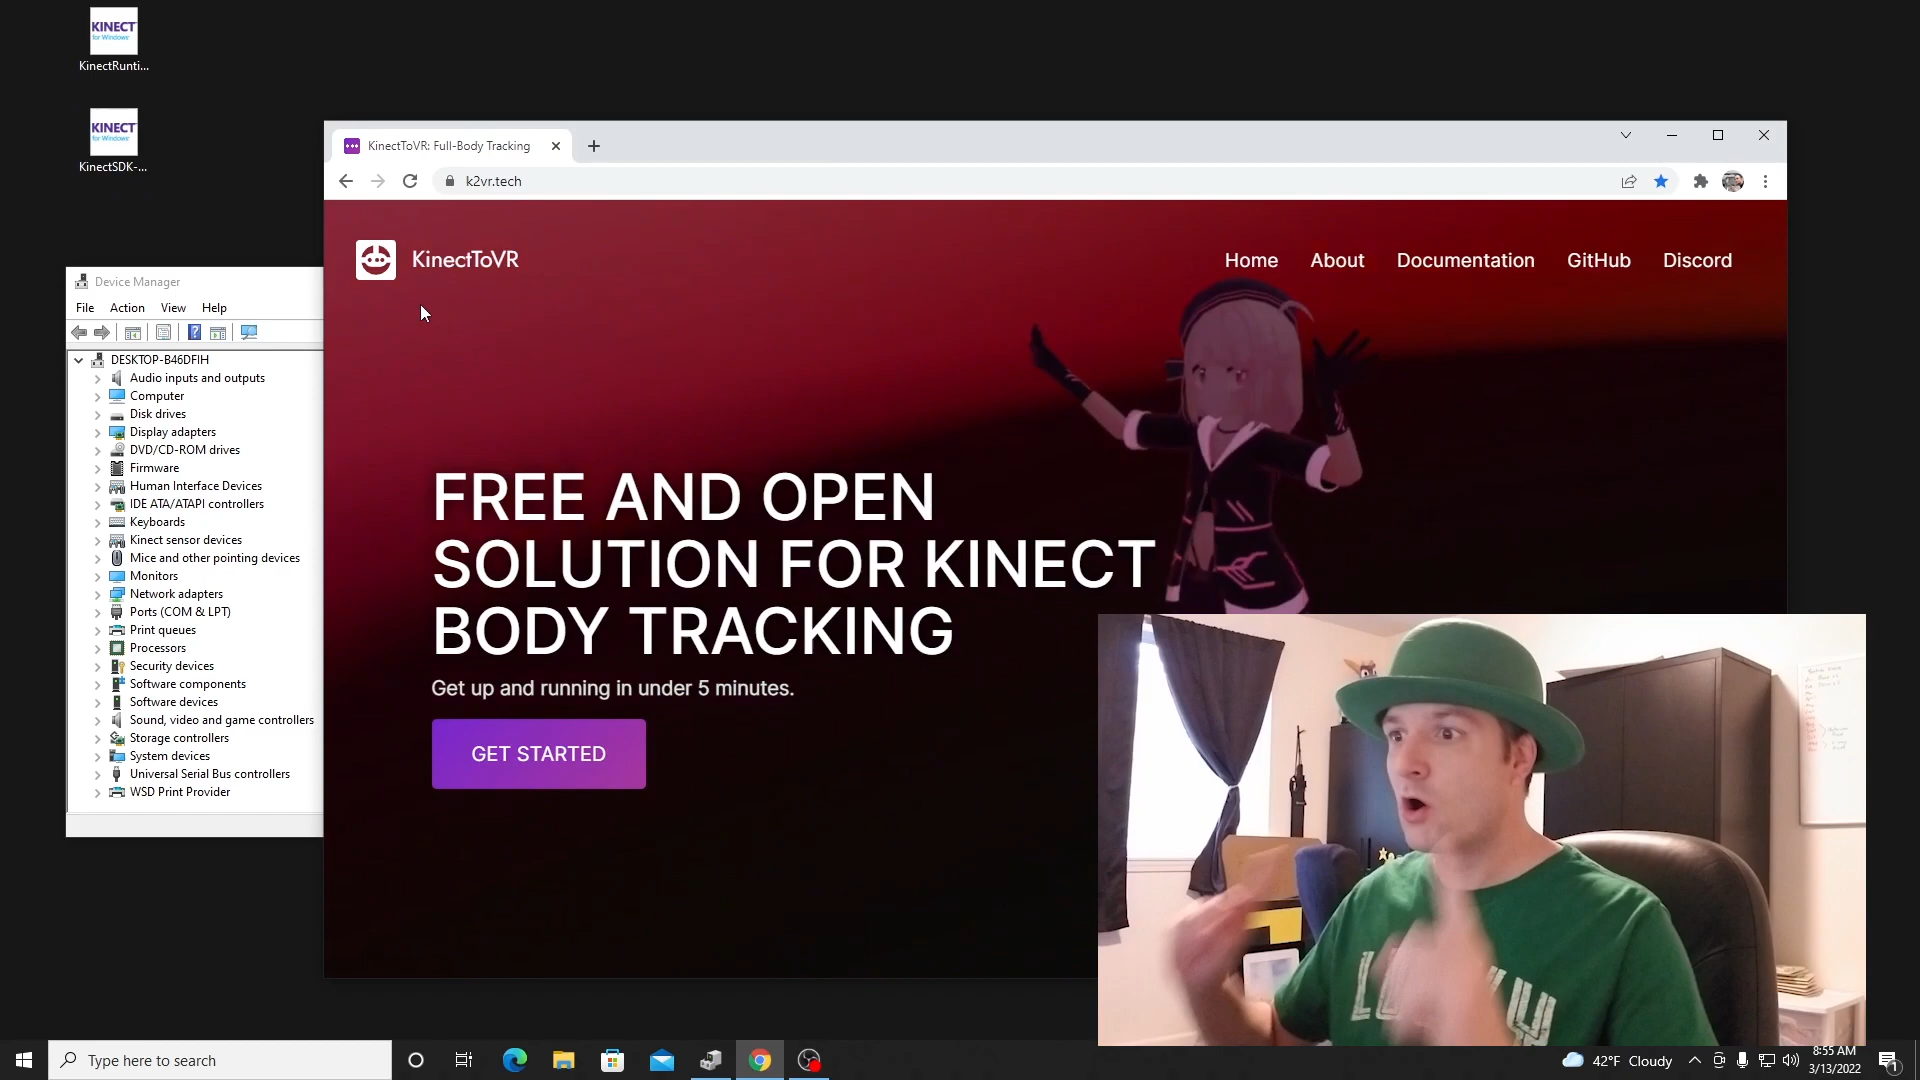 KINECT
for Windows
KinectRunti...
KINECT
for Windows
KinectSDK-...
KinectToVR: Full-Body Tracking
k2vr.tech
KinectToVR
Home
About
Documentation
GitHub
Discord
Device Manager
File
Action
View
Help
DESKTOP-B46DFIH
Audio inputs and outputs
Computer
Disk drives
Display adapters
DVD/CD-ROM drives
Firmware
Human Interface Devices
IDE ATA/ATAPI controllers
Keyboards
Kinect sensor devices
Mice and other pointing devices
Monitors
Network adapters
Ports (COM & LPT)
Print queues
Processors
Security devices
Software components
Software devices
Sound, video and game controllers
Storage controllers
System devices
Universal Serial Bus controllers
WSD Print Provider
FREE AND OPEN
SOLUTION FOR KINECT
BODY TRACKING
Get up and running in under 5 minutes.
GET STARTED
Type here to search
42°F Cloudy
8:55 AM
3/13/2022
1